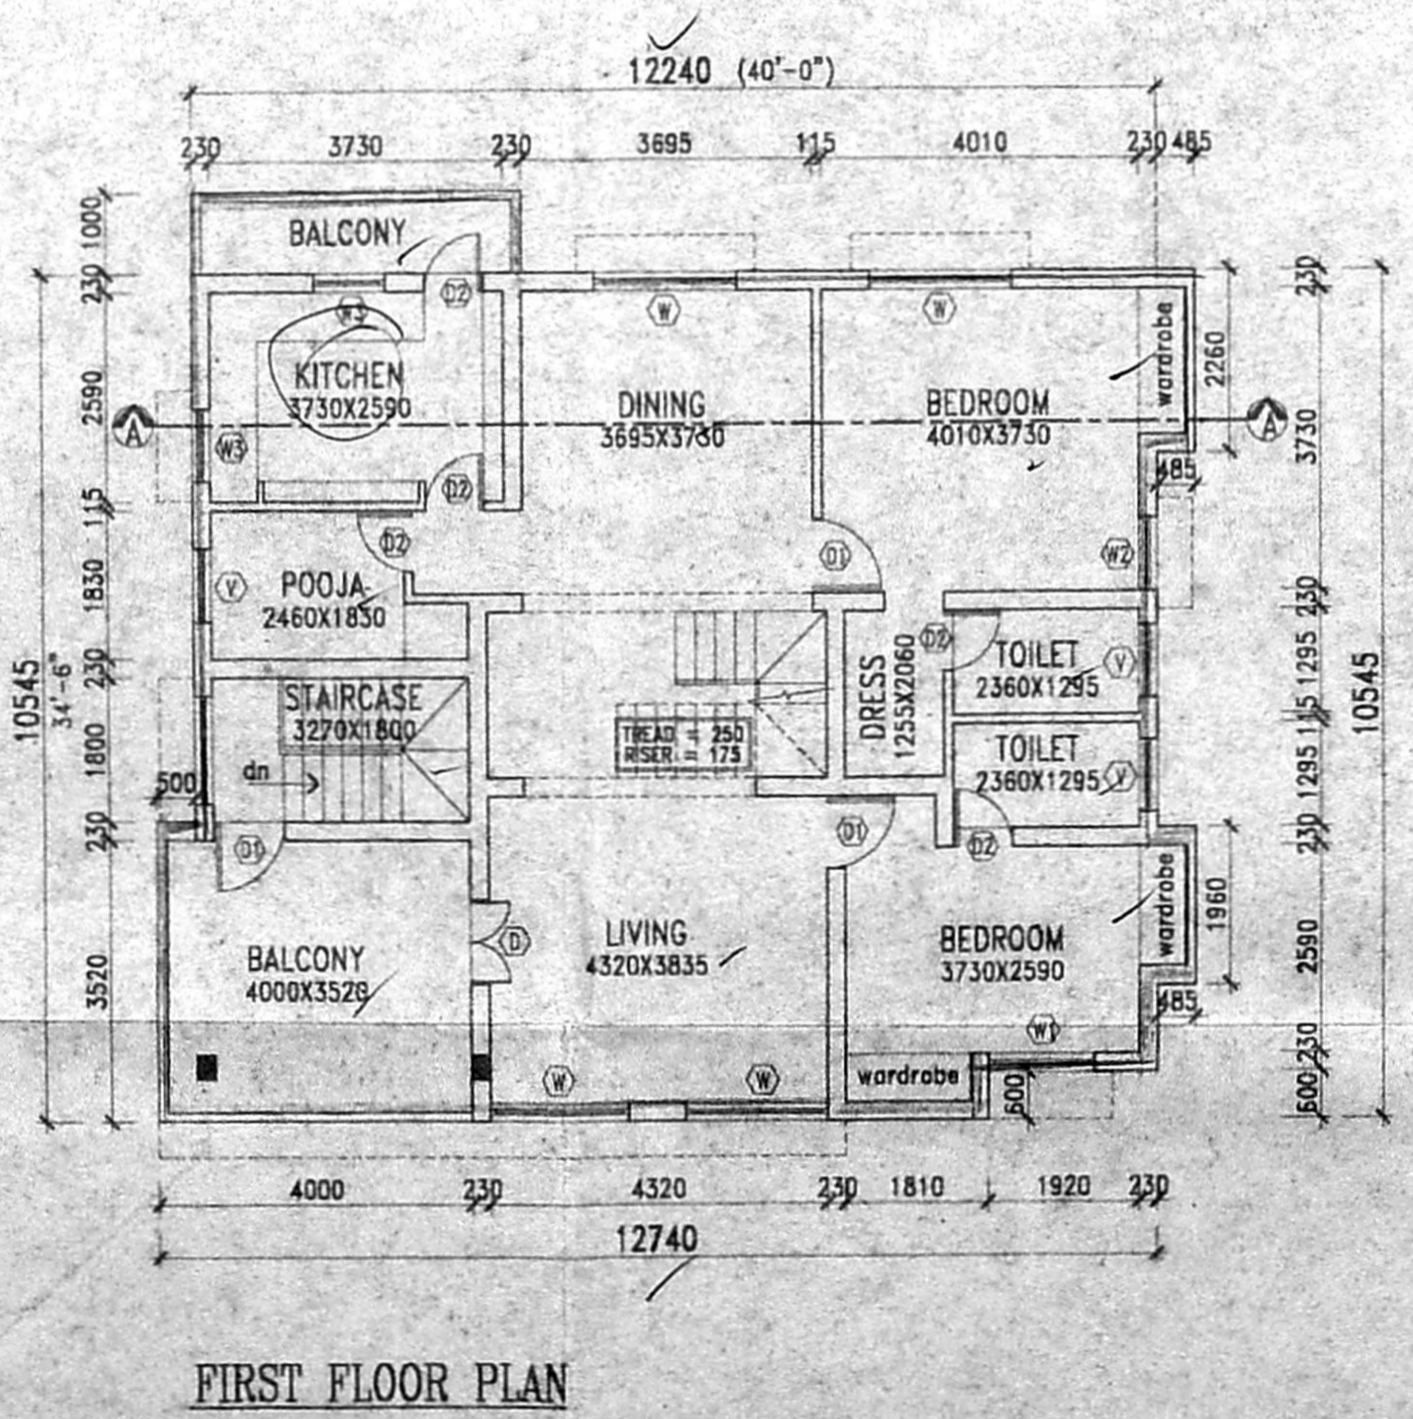 12240 (40'-0")
230 3730 230 3695 115 4010 230 485
1000
230
2590
115
1830
230
1800
230
3520
10545
34'-6"
500
BALCONY
D2
W3
KITCHEN
3730X2590
W3
D2
A
W
DINING
3695X3730
W
BEDROOM
4010X3730
wardrobe
A
D1
W2
485
2260
D2
V
POOJA
2460X1830
STAIRCASE
3270X1800
dn
TREAD = 250
RISER = 175
DRESS
1255X2060
D2
TOILET
2360X1295
V
TOILET
2360X1295
V
D1
D1
D2
BALCONY
4000X3520
D
LIVING
4320X3835
W
W
BEDROOM
3730X2590
wardrobe
W1
wardrobe
600
1960
485
230
3730
230
1295
115
1295
230
2590
230
600
10545
4000 230 4320 230 1810 1920 230
12740
FIRST FLOOR PLAN